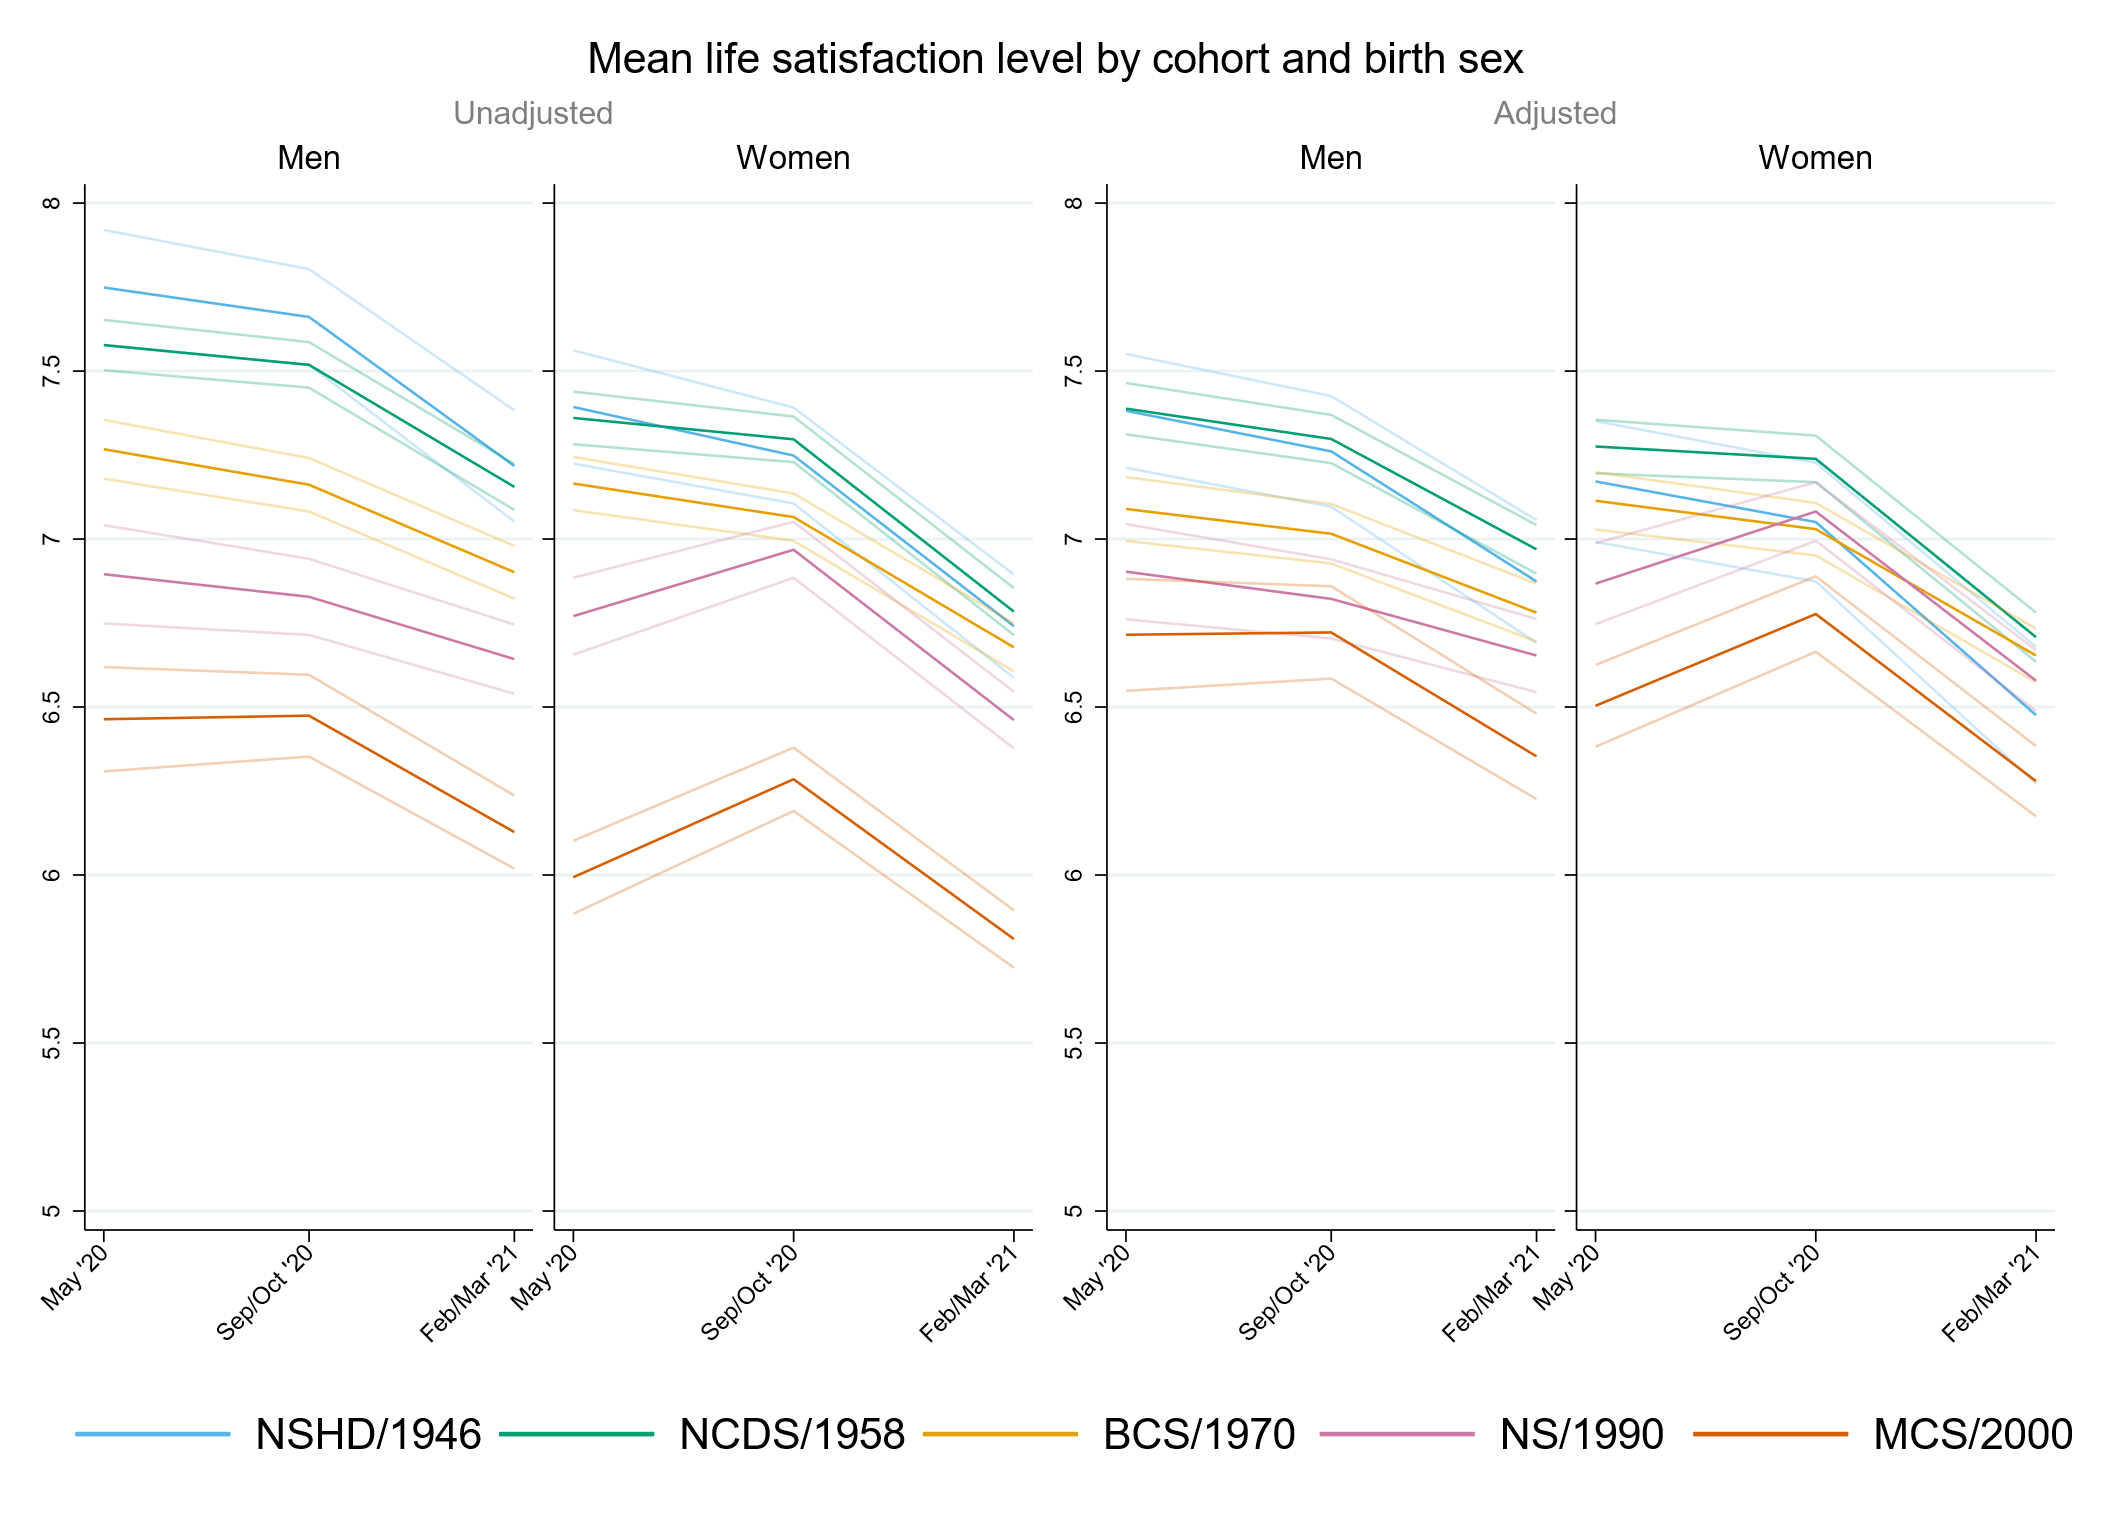 Mean life satisfaction level by cohort and birth sex
Unadjusted
Adjusted
Men
Women
Men
Women
8
7.5
7
6.5
6
5.5
5
8
7.5
7
6.5
6
5.5
5
May '20
Sep/Oct '20
Feb/Mar '21
May '20
Sep/Oct '20
Feb/Mar '21
May '20
Sep/Oct '20
Feb/Mar '21
May '20
Sep/Oct '20
Feb/Mar '21
NSHD/1946
NCDS/1958
BCS/1970
NS/1990
MCS/2000